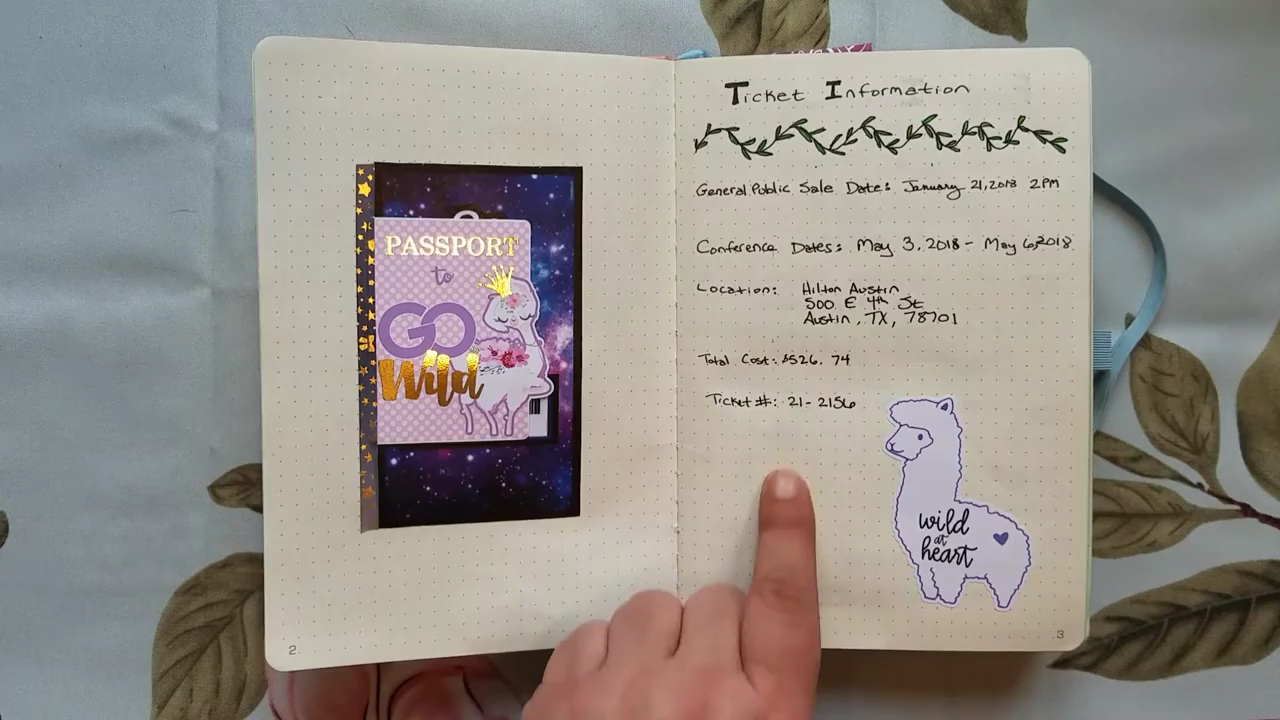 PASSPORT
to
GO
Wild
2
Ticket Information
General Public Sale Date: January 21, 2018 2PM
Conference Dates: May 3, 2018 - May 6, 2018
Location: Hilton Austin
500 E 4th St
Austin, TX, 78701
Total Cost: $526.74
Ticket #: 21-2156
wild
at
heart
3